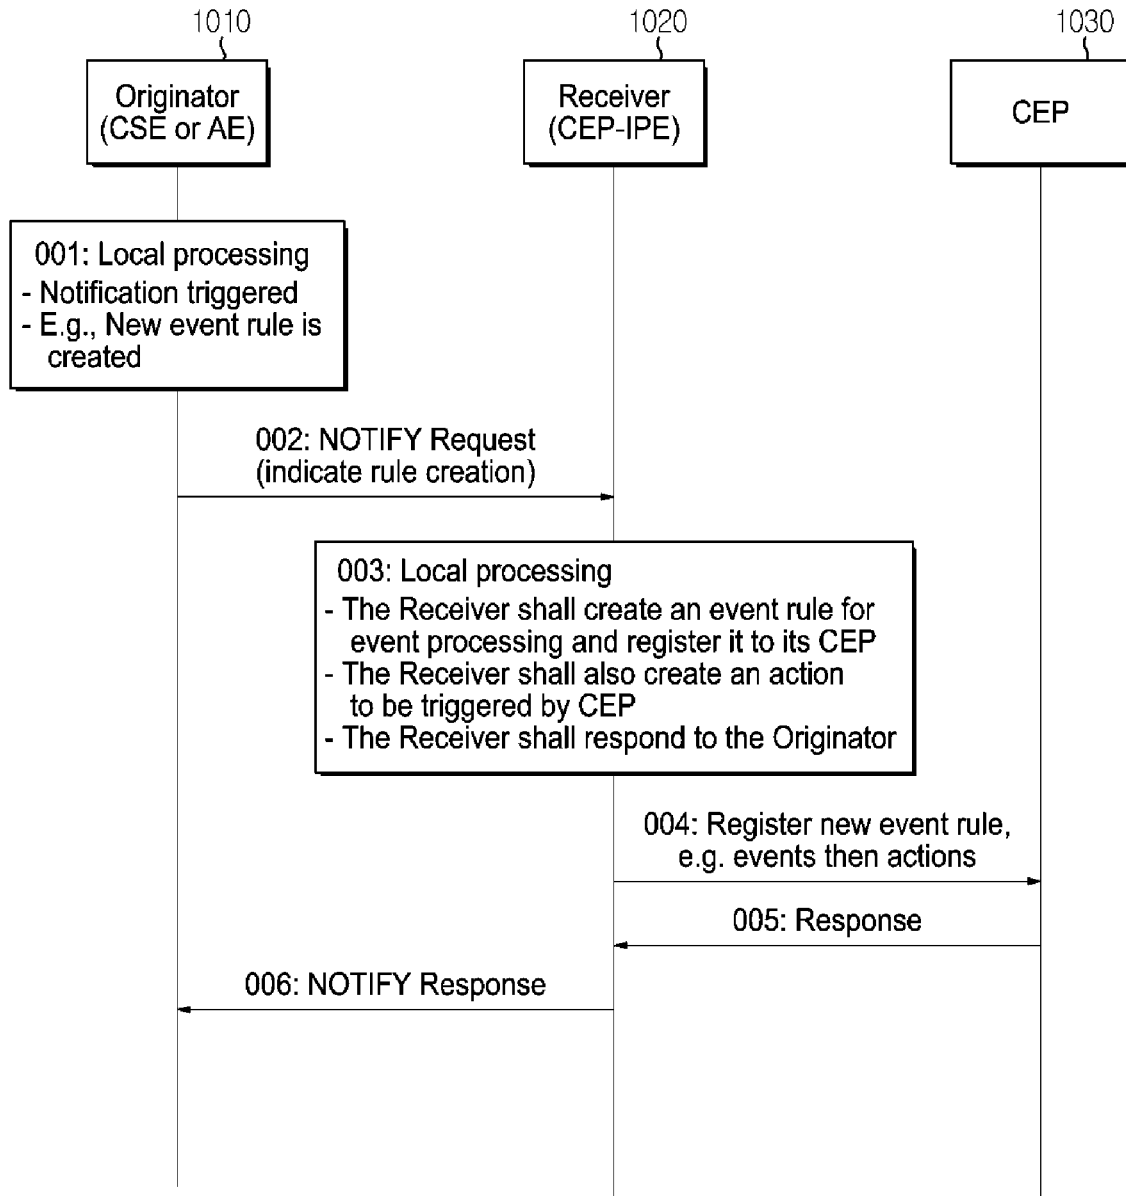 1010
1020
1030
Originator
(CSE or AE)
Receiver
(CEP-IPE)
CEP
001: Local processing
- Notification triggered
- E.g., New event rule is
created
002: NOTIFY Request
(indicate rule creation)
003: Local processing
- The Receiver shall create an event rule for
event processing and register it to its CEP
- The Receiver shall also create an action
to be triggered by CEP
- The Receiver shall respond to the Originator
004: Register new event rule,
e.g. events then actions
005: Response
006: NOTIFY Response